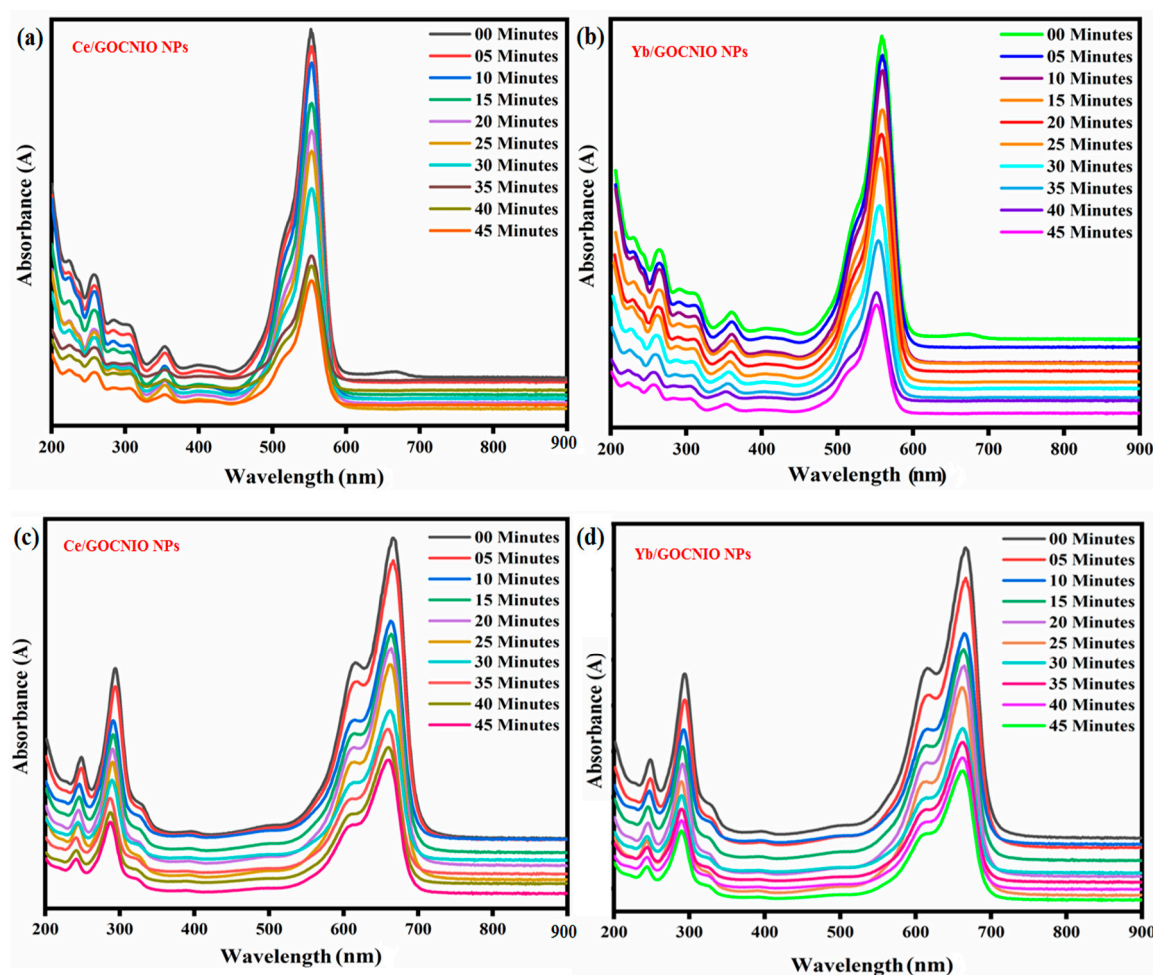 (a)
Ce/GOCNIO NPs
00 Minutes
05 Minutes
10 Minutes
15 Minutes
20 Minutes
25 Minutes
30 Minutes
35 Minutes
40 Minutes
45 Minutes
Absorbance (A)
200 300 400 500 600 700 800 900
Wavelength (nm)
(b)
Yb/GOCNIO NPs
00 Minutes
05 Minutes
10 Minutes
15 Minutes
20 Minutes
25 Minutes
30 Minutes
35 Minutes
40 Minutes
45 Minutes
Absorbance (A)
200 300 400 500 600 700 800 900
Wavelength (nm)
(c)
Ce/GOCNIO NPs
00 Minutes
05 Minutes
10 Minutes
15 Minutes
20 Minutes
25 Minutes
30 Minutes
35 Minutes
40 Minutes
45 Minutes
Absorbance (A)
200 300 400 500 600 700 800 900
Wavelength (nm)
(d)
Yb/GOCNIO NPs
00 Minutes
05 Minutes
10 Minutes
15 Minutes
20 Minutes
25 Minutes
30 Minutes
35 Minutes
40 Minutes
45 Minutes
Absorbance (A)
200 300 400 500 600 700 800 900
Wavelength (nm)